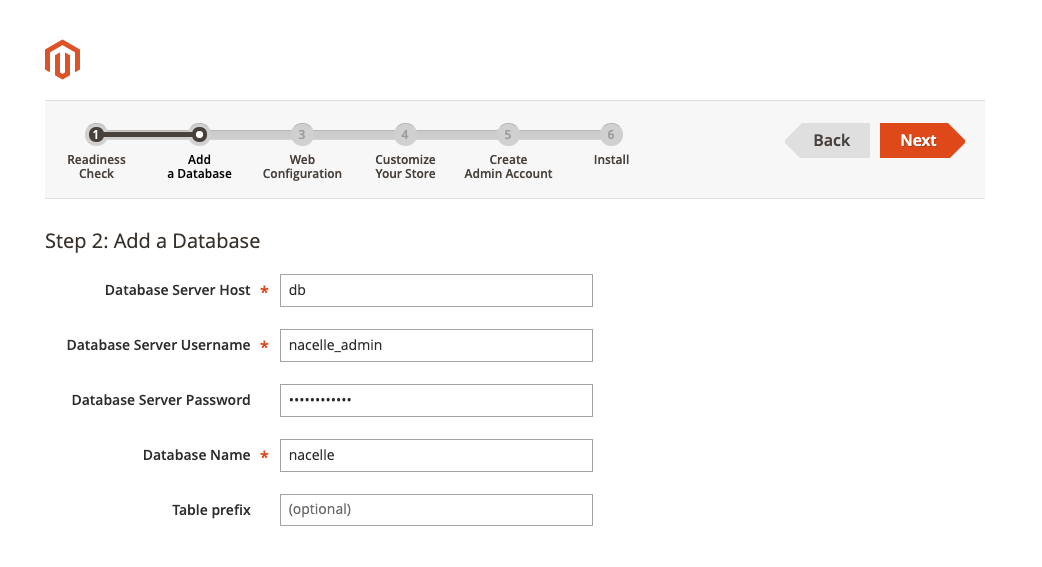 1 3 4 5 6
Readiness Check
Add a Database
Web Configuration
Customize Your Store
Create Admin Account
Install
Back
Next
Step 2: Add a Database
Database Server Host * db
Database Server Username * nacelle_admin
Database Server Password ••••••••••••
Database Name * nacelle
Table prefix (optional)